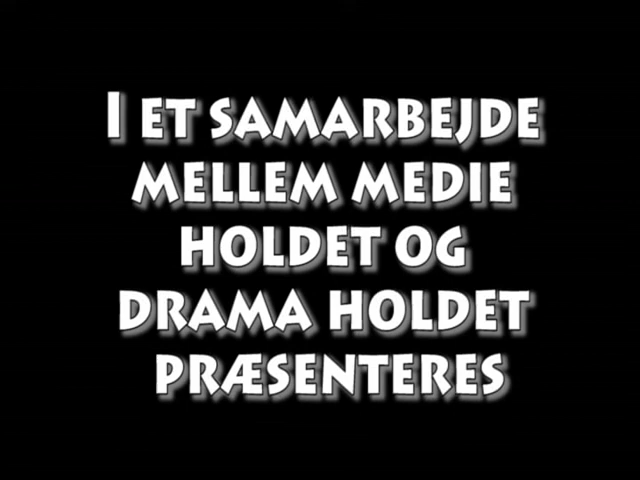 I ET SAMARBEJDE
MELLEM MEDIE
HOLDET OG
DRAMA HOLDET
PRÆSENTERES